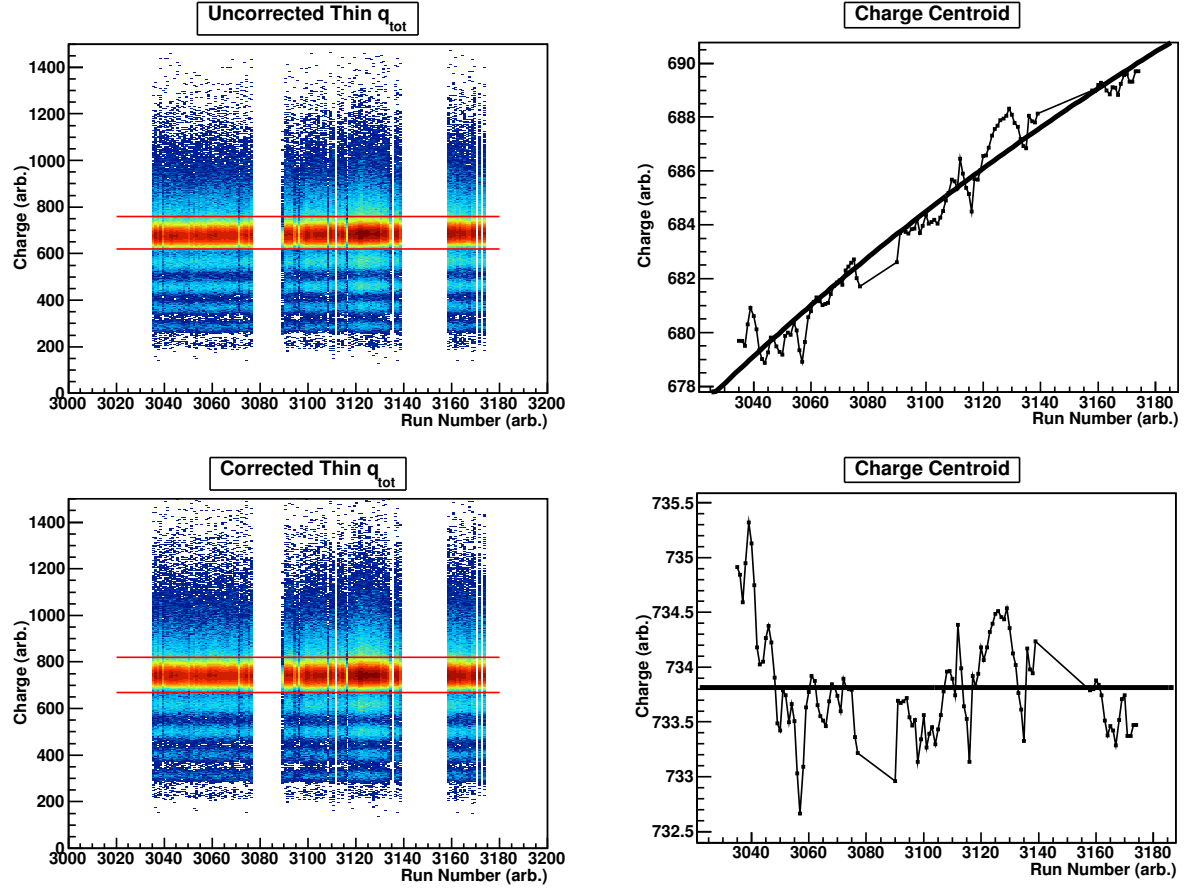 Uncorrected Thin q_tot
Charge (arb.)
1400
1200
1000
800
600
400
200
0
3000 3020 3040 3060 3080 3100 3120 3140 3160 3180 3200
Run Number (arb.)
Charge Centroid
Charge (arb.)
690
688
686
684
682
680
678
3040 3060 3080 3100 3120 3140 3160 3180
Run Number (arb.)
Corrected Thin q_tot
Charge (arb.)
1400
1200
1000
800
600
400
200
0
3000 3020 3040 3060 3080 3100 3120 3140 3160 3180 3200
Run Number (arb.)
Charge Centroid
Charge (arb.)
735.5
735
734.5
734
733.5
733
732.5
3040 3060 3080 3100 3120 3140 3160 3180
Run Number (arb.)